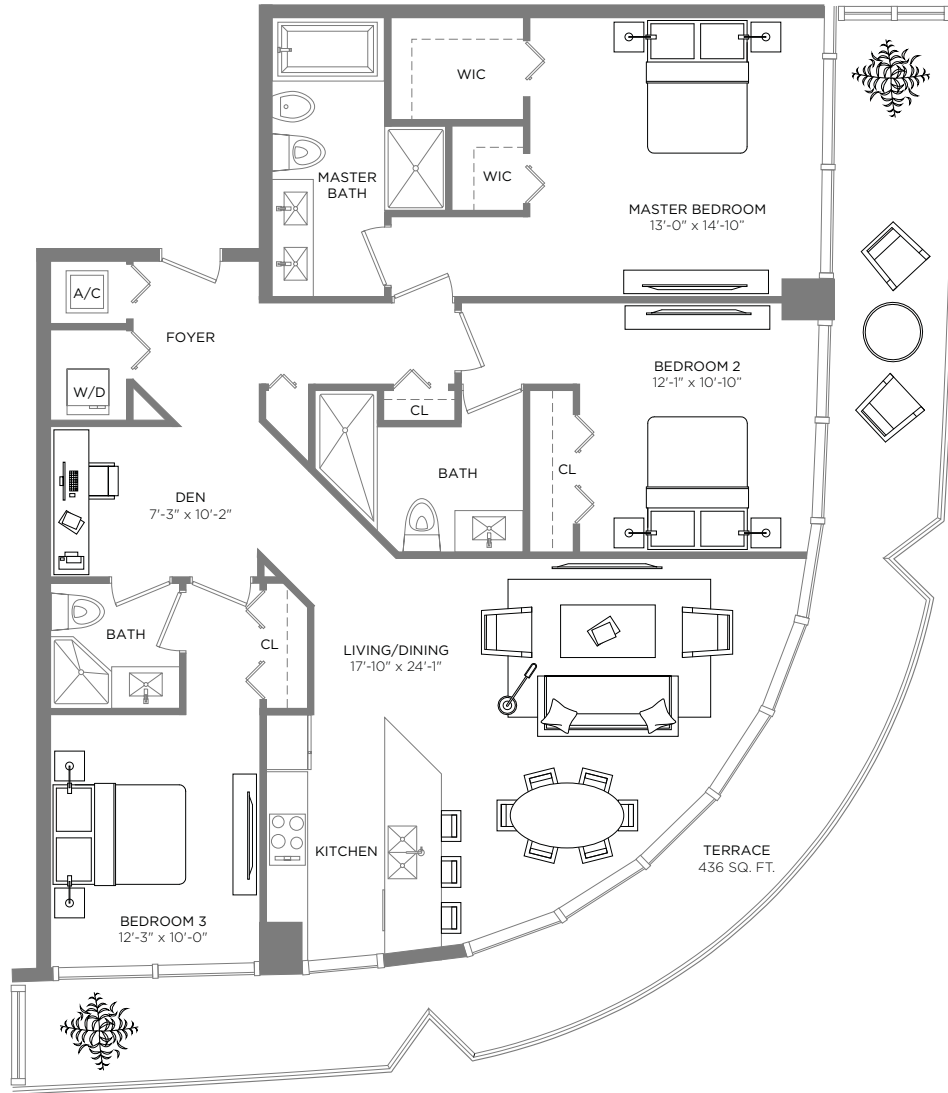 WIC
WIC
MASTER
BATH
MASTER BEDROOM
13'-0" x 14'-10"
A/C
FOYER
W/D
BEDROOM 2
12'-1" x 10'-10"
CL
BATH
CL
DEN
7'-3" x 10'-2"
BATH
CL
LIVING/DINING
17'-10" x 24'-1"
KITCHEN
TERRACE
436 SQ. FT.
BEDROOM 3
12'-3" x 10'-0"